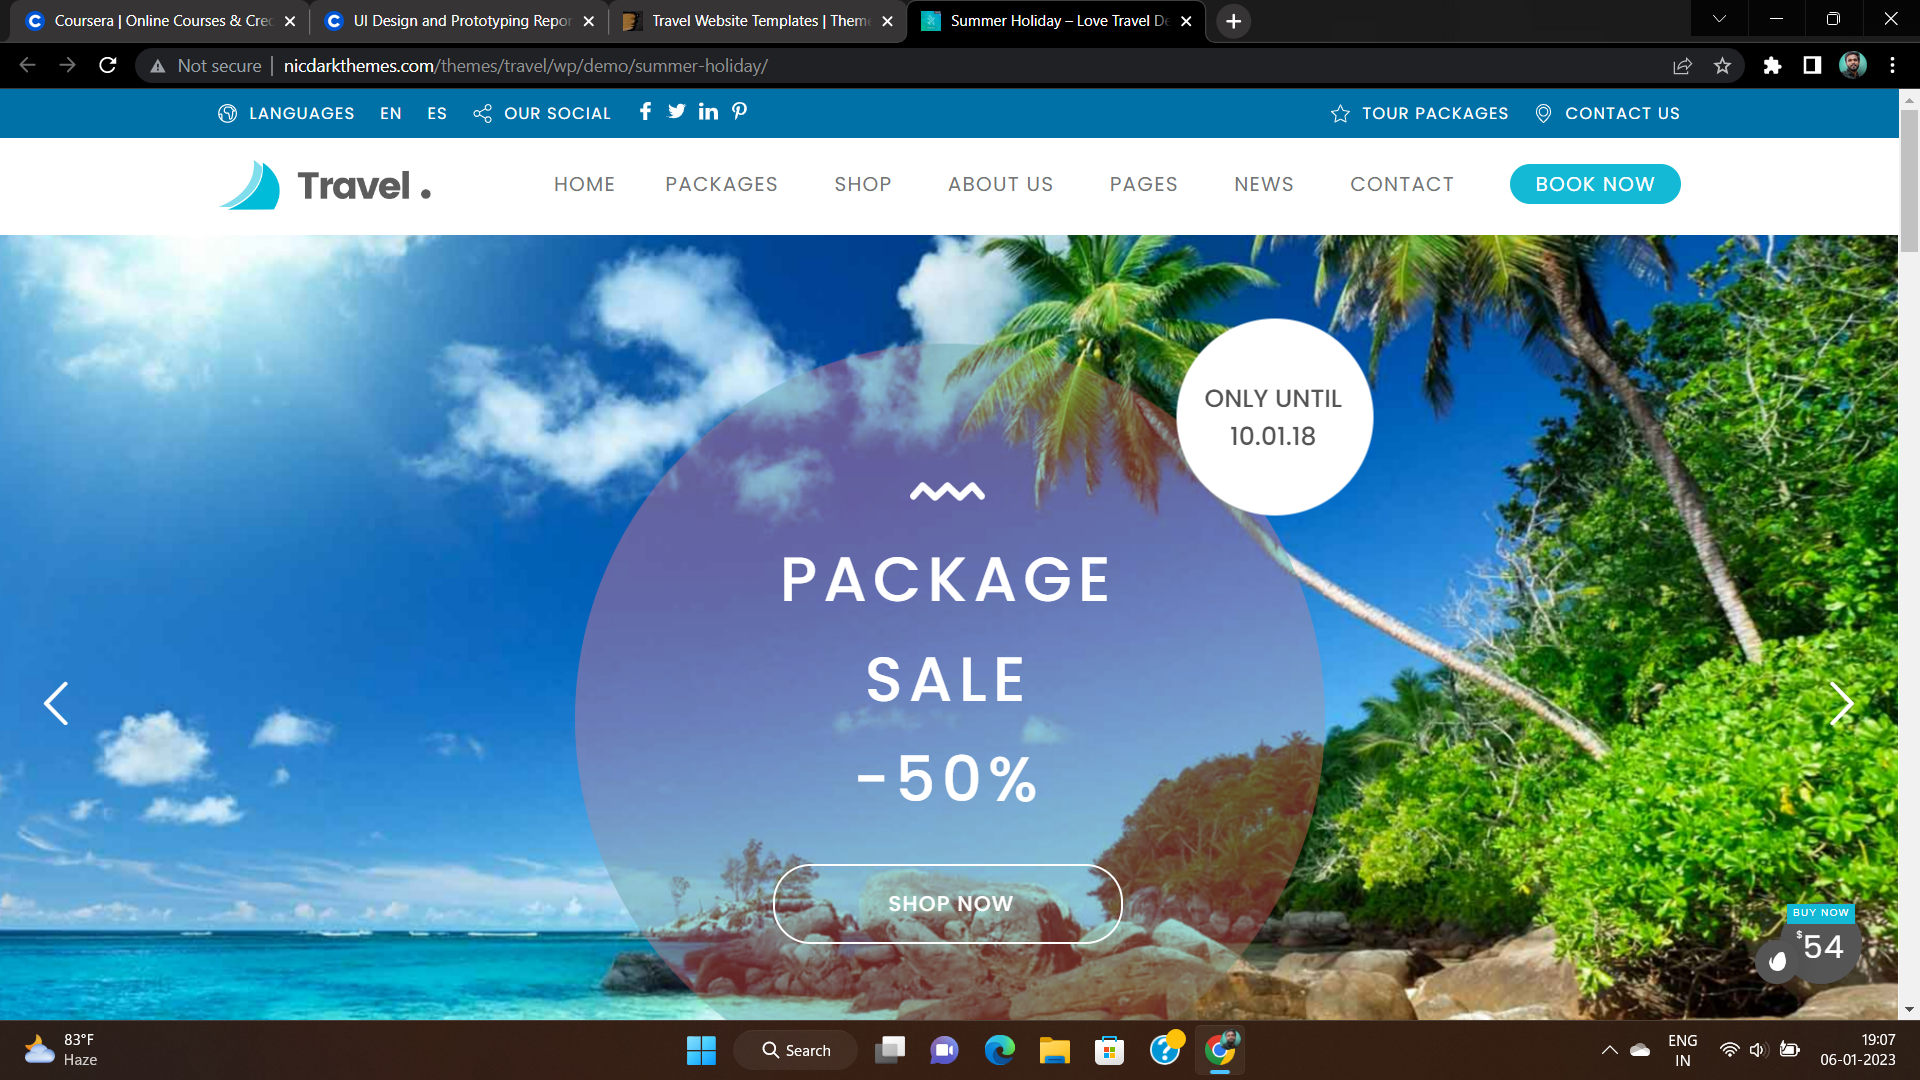 Coursera | Online Courses & Cre
UI Design and Prototyping Repor
Travel Website Templates | Them
Summer Holiday – Love Travel De
Not secure | nicdarkthemes.com/themes/travel/wp/demo/summer-holiday/
LANGUAGES EN ES OUR SOCIAL TOUR PACKAGES CONTACT US
Travel . HOME PACKAGES SHOP ABOUT US PAGES NEWS CONTACT BOOK NOW
ONLY UNTIL
10.01.18
PACKAGE
SALE
-50%
SHOP NOW
BUY NOW
$54
83°F
Haze
Search
ENG
IN
19:07
06-01-2023